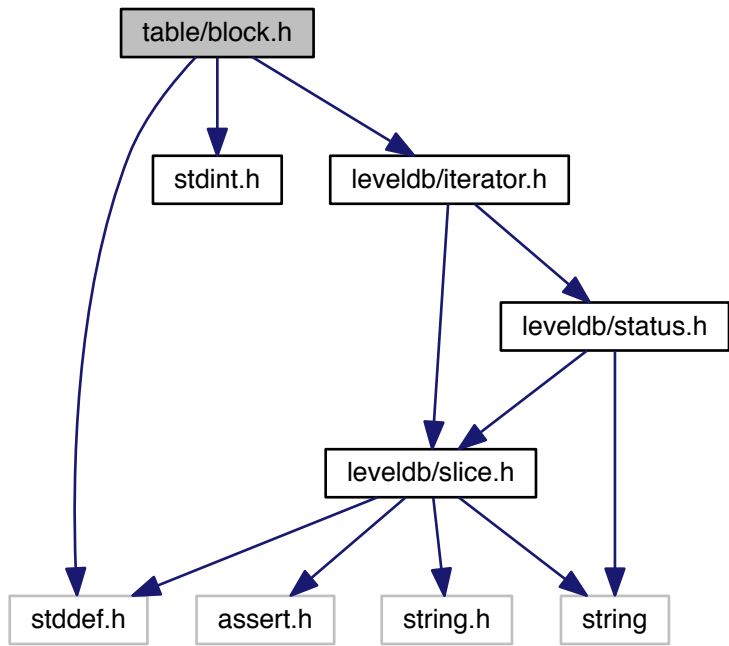 table/block.h
stdint.h
leveldb/iterator.h
leveldb/status.h
leveldb/slice.h
stddef.h
assert.h
string.h
string